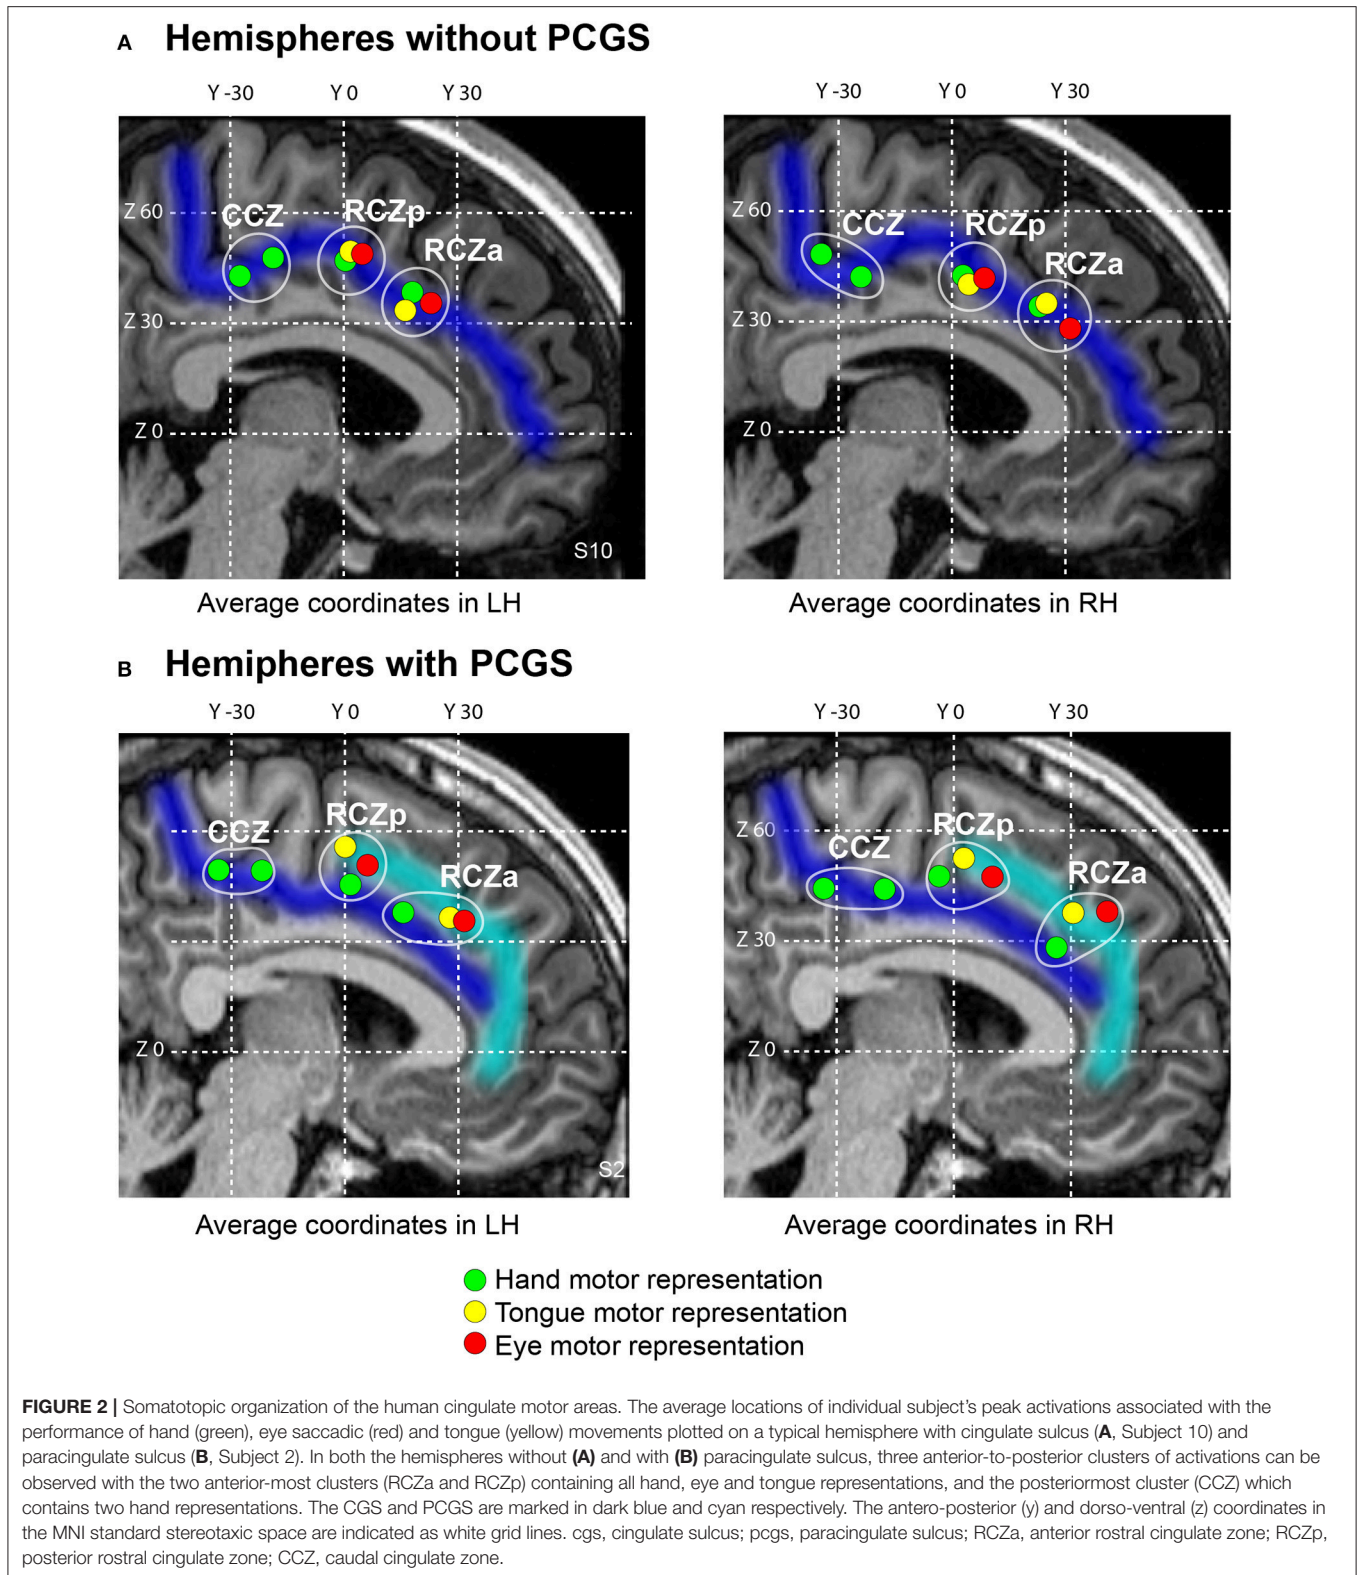 A Hemispheres without PCGS
Y -30 Y 0 Y 30
Y -30 Y 0 Y 30
Z 60
CCZ
RCZp
RCZa
Z 30
Z 0
S10
Z 60
CCZ
RCZp
RCZa
Z 30
Z 0
Average coordinates in LH
Average coordinates in RH
B Hemipheres with PCGS
Y -30 Y 0 Y 30
Y -30 Y 0 Y 30
RCZp
CCZ
RCZa
Z 0
S2
Z 60
RCZp
CCZ
RCZa
Z 30
Z 0
Average coordinates in LH
Average coordinates in RH
Hand motor representation
Tongue motor representation
Eye motor representation
FIGURE 2 | Somatotopic organization of the human cingulate motor areas. The average locations of individual subject's peak activations associated with the
performance of hand (green), eye saccadic (red) and tongue (yellow) movements plotted on a typical hemisphere with cingulate sulcus (A, Subject 10) and
paracingulate sulcus (B, Subject 2). In both the hemispheres without (A) and with (B) paracingulate sulcus, three anterior-to-posterior clusters of activations can be
observed with the two anterior-most clusters (RCZa and RCZp) containing all hand, eye and tongue representations, and the posteriormost cluster (CCZ) which
contains two hand representations. The CGS and PCGS are marked in dark blue and cyan respectively. The antero-posterior (y) and dorso-ventral (z) coordinates in
the MNI standard stereotaxic space are indicated as white grid lines. cgs, cingulate sulcus; pcgs, paracingulate sulcus; RCZa, anterior rostral cingulate zone; RCZp,
posterior rostral cingulate zone; CCZ, caudal cingulate zone.